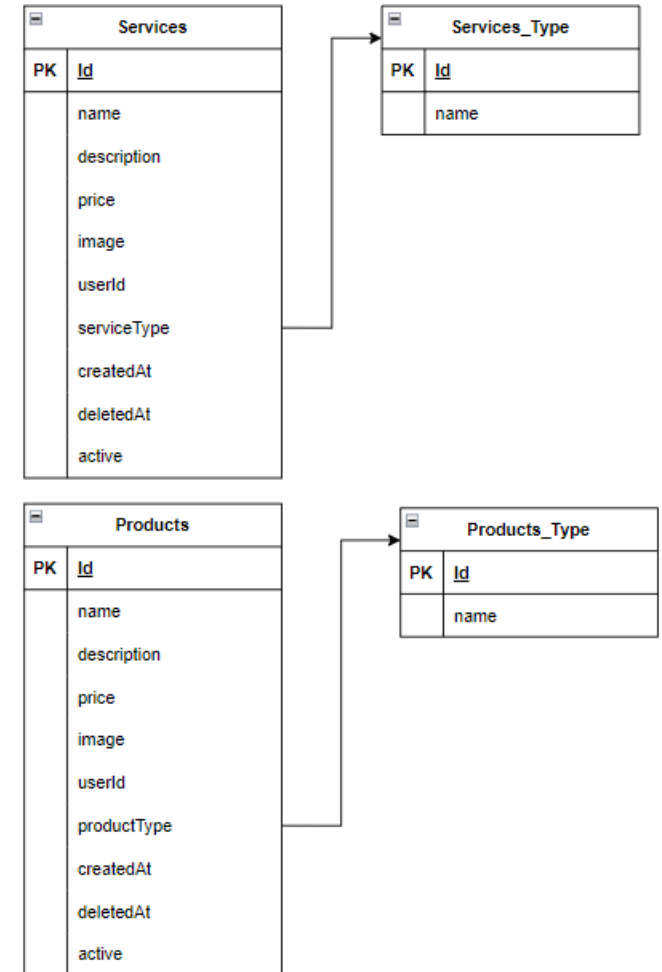 Services
PK Id
name
description
price
image
userId
serviceType
createdAt
deletedAt
active
Services_Type
PK Id
name
Products
PK Id
name
description
price
image
userId
productType
createdAt
deletedAt
active
Products_Type
PK Id
name